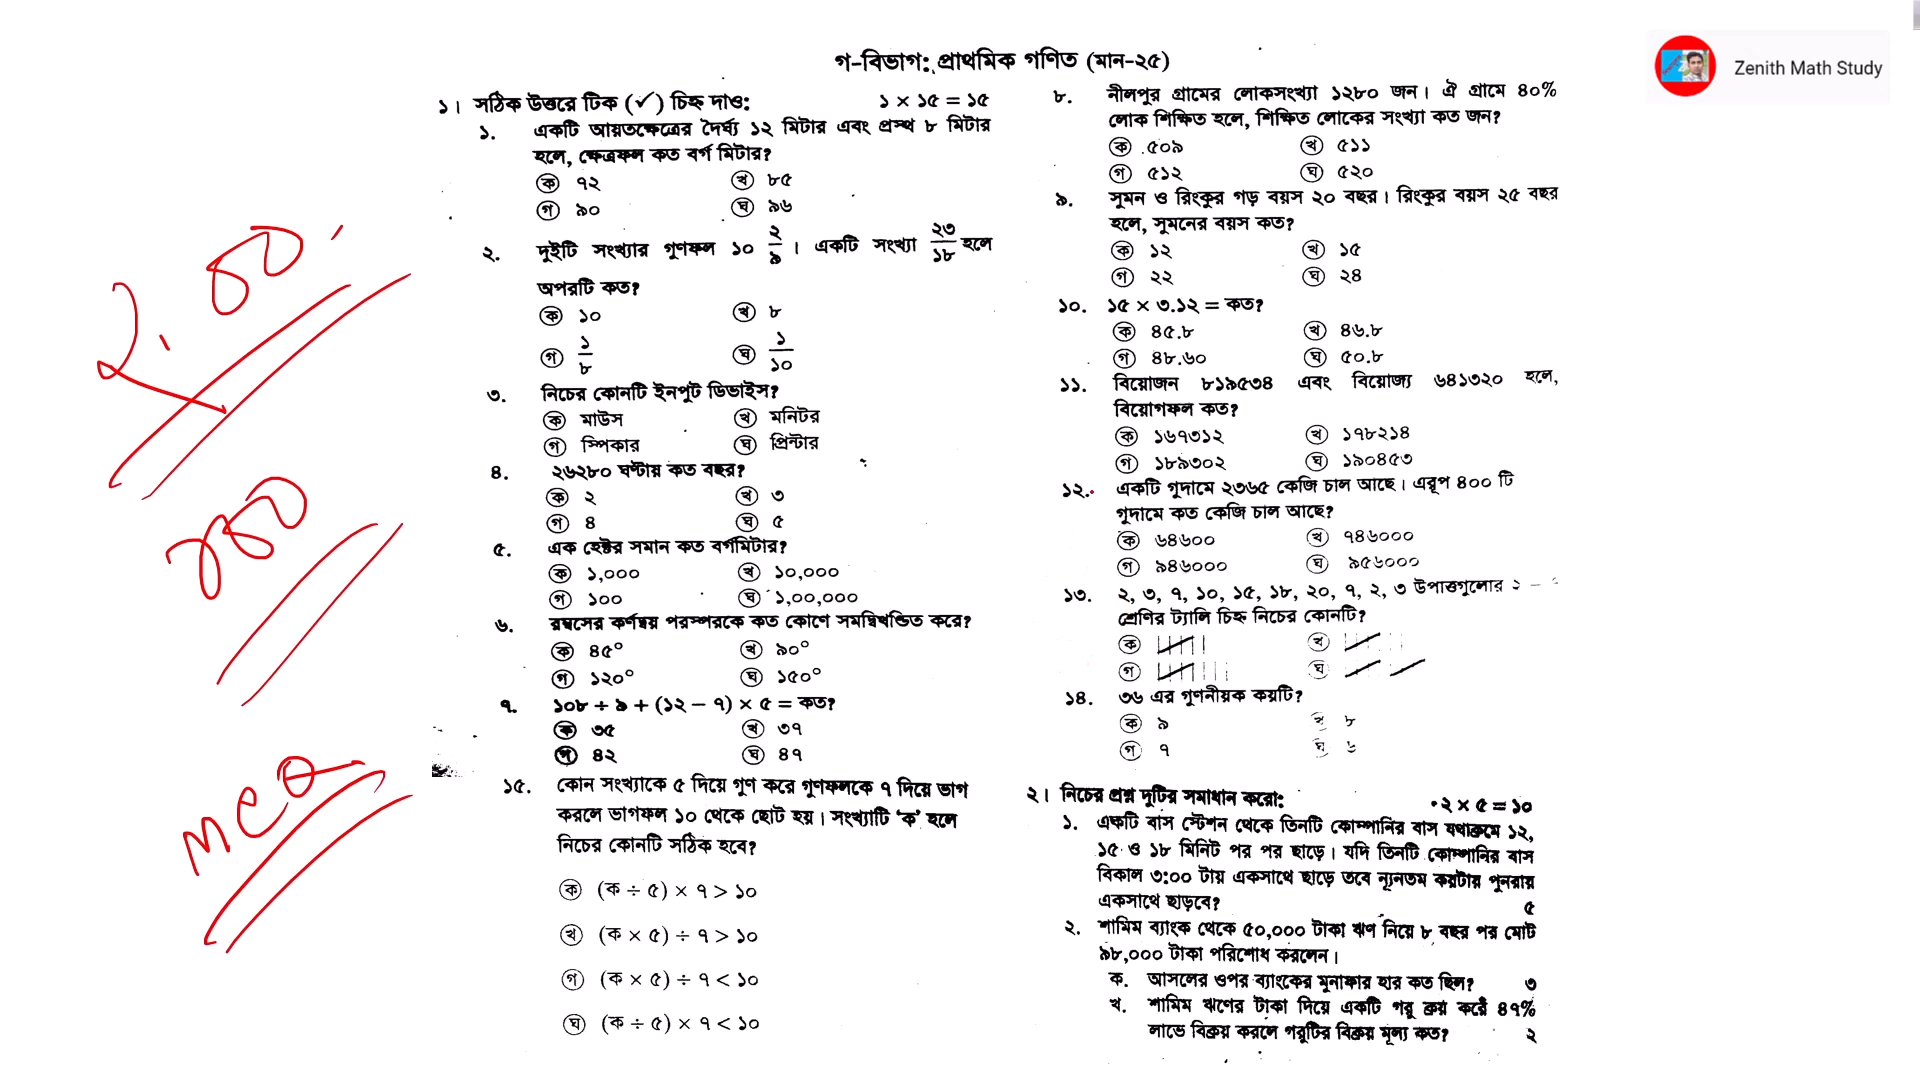 গ-বিভাগ: প্রাথমিক গণিত (মান-২৫)
Zenith Math Study
১। সঠিক উত্তরে টিক (✓) চিহ্ন দাও: ১ × ১৫ = ১৫
১. একটি আয়তক্ষেত্রের দৈর্ঘ্য ১২ মিটার এবং প্রস্থ ৮ মিটার
হলে, ক্ষেত্রফল কত বর্গ মিটার?
ক ৭২ খ ৮৫
গ ৯০ ঘ ৯৬
২. দুইটি সংখ্যার গুণফল ১০ ২/৯ । একটি সংখ্যা ২৩/১৮ হলে
অপরটি কত?
ক ১০ খ ৮
গ ১/৮ ঘ ১/১০
৩. নিচের কোনটি ইনপুট ডিভাইস?
ক মাউস খ মনিটর
গ স্পিকার ঘ প্রিন্টার
৪. ২৬২৮০ ঘণ্টায় কত বছর?
ক ২ খ ৩
গ ৪ ঘ ৫
৫. এক হেক্টর সমান কত বর্গমিটার?
ক ১,০০০ খ ১০,০০০
গ ১০০ ঘ ১,০০,০০০
৬. রম্বসের কর্ণদ্বয় পরস্পরকে কত কোণে সমদ্বিখণ্ডিত করে?
ক ৪৫° খ ৯০°
গ ১২০° ঘ ১৫০°
৭. ১০৮ ÷ ৯ + (১২ − ৭) × ৫ = কত?
ক ৩৫ খ ৩৭
গ ৪২ ঘ ৪৭
১৫. কোন সংখ্যাকে ৫ দিয়ে গুণ করে গুণফলকে ৭ দিয়ে ভাগ
করলে ভাগফল ১০ থেকে ছোট হয়। সংখ্যাটি ‘ক’ হলে
নিচের কোনটি সঠিক হবে?
ক (ক ÷ ৫) × ৭ > ১০
খ (ক × ৫) ÷ ৭ > ১০
গ (ক × ৫) ÷ ৭ < ১০
ঘ (ক ÷ ৫) × ৭ < ১০
৮. নীলপুর গ্রামের লোকসংখ্যা ১২৮০ জন। ঐ গ্রামে ৪০%
লোক শিক্ষিত হলে, শিক্ষিত লোকের সংখ্যা কত জন?
ক ৫০৯ খ ৫১১
গ ৫১২ ঘ ৫২০
৯. সুমন ও রিংকুর গড় বয়স ২০ বছর। রিংকুর বয়স ২৫ বছর
হলে, সুমনের বয়স কত?
ক ১২ খ ১৫
গ ২২ ঘ ২৪
১০. ১৫ × ৩.১২ = কত?
ক ৪৫.৮ খ ৪৬.৮
গ ৪৮.৬০ ঘ ৫০.৮
১১. বিয়োজন ৮১৯৫৩৪ এবং বিয়োজ্য ৬৪১৩২০ হলে,
বিয়োগফল কত?
ক ১৬৭৩১২ খ ১৭৮২১৪
গ ১৮৯৩০২ ঘ ১৯০৪৫৩
১২. একটি গুদামে ২৩৬৫ কেজি চাল আছে। এরূপ ৪০০ টি
গুদামে কত কেজি চাল আছে?
ক ৬৪৬০০ খ ৭৪৬০০০
গ ৯৪৬০০০ ঘ ৯৫৬০০০
১৩. ২, ৩, ৭, ১০, ১৫, ১৮, ২০, ৭, ২, ৩ উপাত্তগুলোর
শ্রেণির ট্যালি চিহ্ন নিচের কোনটি?
ক খ
গ ঘ
১৪. ৩৬ এর গুণনীয়ক কয়টি?
ক ৯ খ ৮
গ ৭ ঘ ৬
২। নিচের প্রশ্ন দুটির সমাধান করো: ২ × ৫ = ১০
১. একটি বাস স্টেশন থেকে তিনটি কোম্পানির বাস যথাক্রমে ১২,
১৫ ও ১৮ মিনিট পর পর ছাড়ে। যদি তিনটি কোম্পানির বাস
বিকাল ৩:০০ টায় একসাথে ছাড়ে তবে ন্যূনতম কয়টায় পুনরায়
একসাথে ছাড়বে? ৫
২. শামিম ব্যাংক থেকে ৫০,০০০ টাকা ঋণ নিয়ে ৮ বছর পর মোট
৯৮,০০০ টাকা পরিশোধ করলেন।
ক. আসলের ওপর ব্যাংকের মুনাফার হার কত ছিল? ৩
খ. শামিম ঋণের টাকা দিয়ে একটি গরু ক্রয় করে ৪৭%
লাভে বিক্রয় করলে গরুটির বিক্রয় মূল্য কত? ২
MCQ